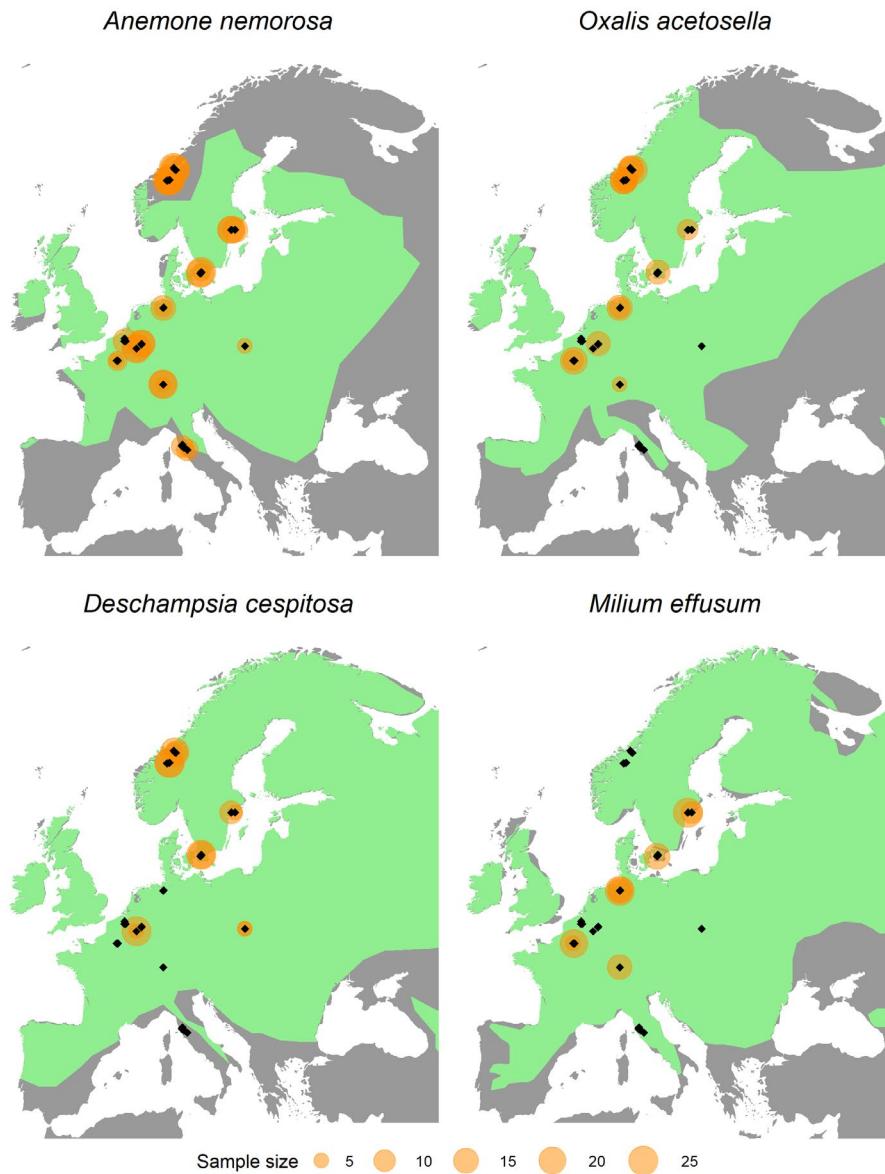 Anemone nemorosa
Oxalis acetosella
Deschampsia cespitosa
Milium effusum
Sample size 5 10 15 20 25